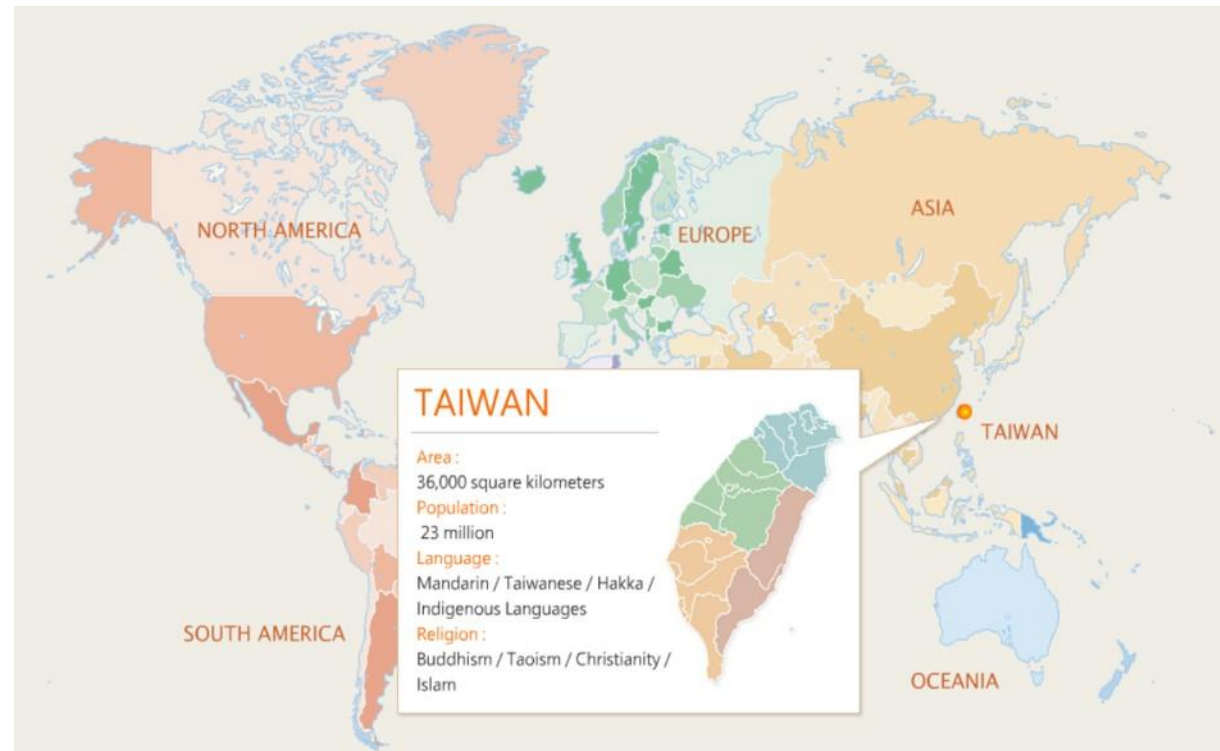 NORTH AMERICA
EUROPE
ASIA
TAIWAN
SOUTH AMERICA
OCEANIA
TAIWAN
Area :
36,000 square kilometers
Population :
23 million
Language :
Mandarin / Taiwanese / Hakka /
Indigenous Languages
Religion :
Buddhism / Taoism / Christianity /
Islam